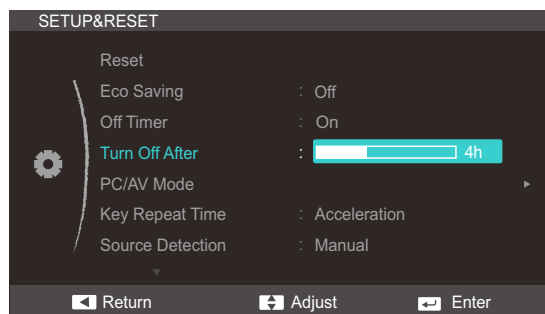 SETUP&RESET
Reset
Eco Saving : Off
Off Timer : On
Turn Off After : 4h
PC/AV Mode
Key Repeat Time : Acceleration
Source Detection : Manual
Return Adjust Enter